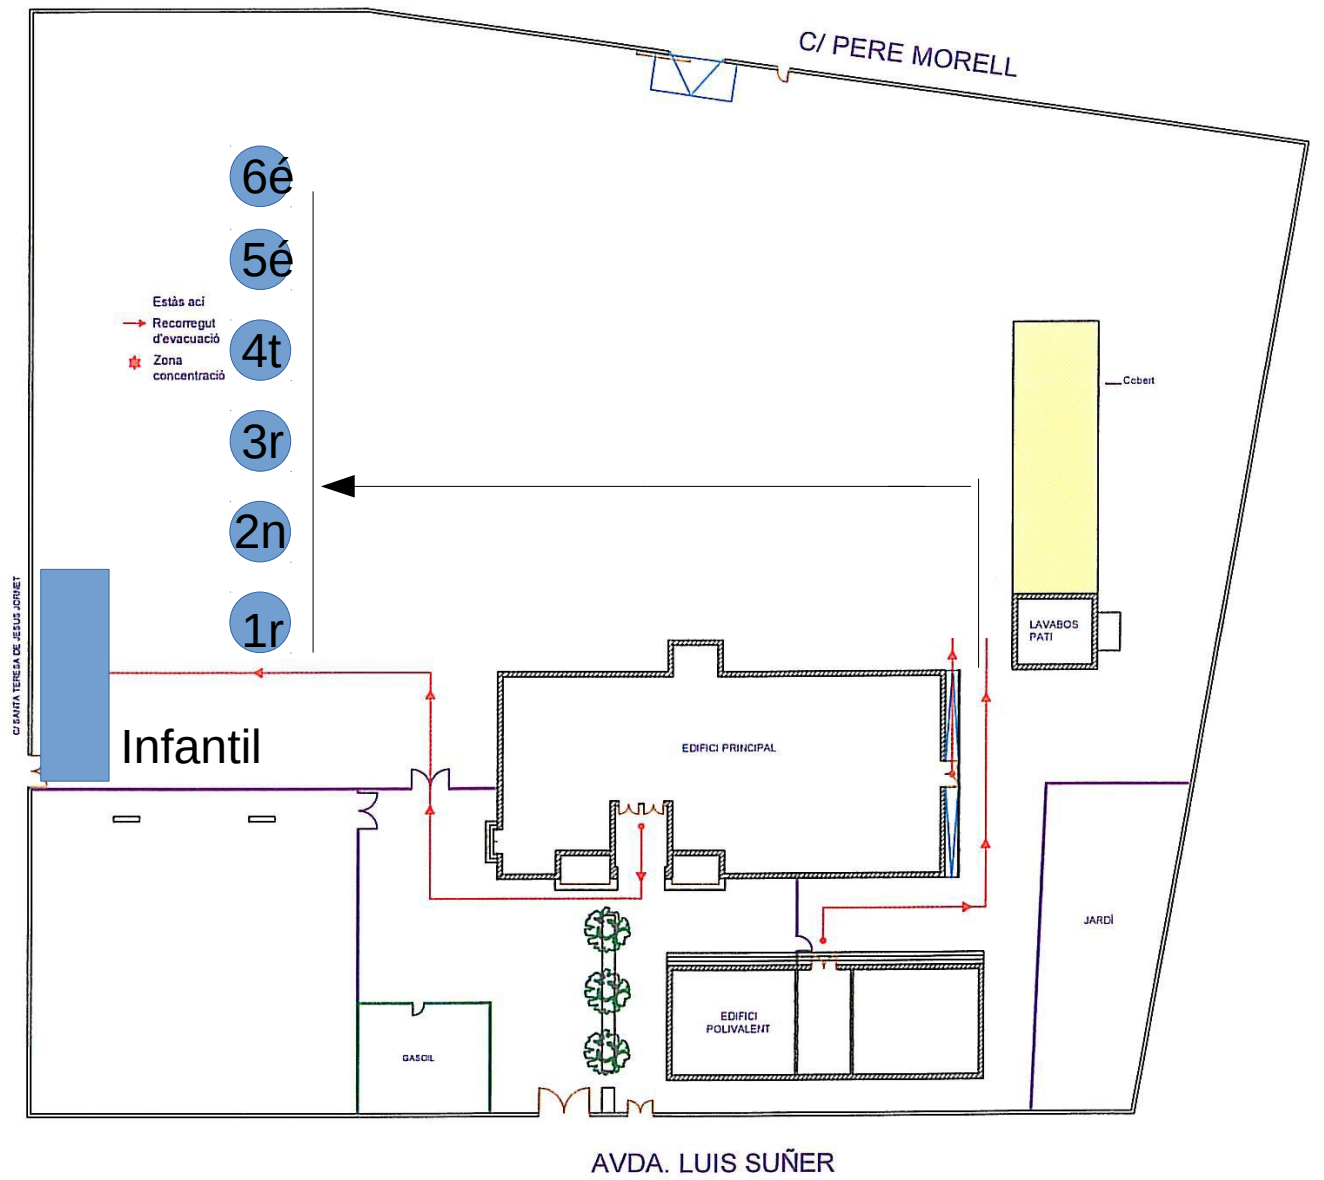 C/ PERE MORELL
6é
5é
Estàs ací
Recorregut
d'evacuació
Zona
concentració
4t
Cobert
3r
2n
1r
C/ SANTA TERESA DE JESUS JORNET
LAVABOS
PATI
Infantil
EDIFICI PRINCIPAL
JARDÍ
EDIFICI
POLIVALENT
GASOIL
AVDA. LUIS SUÑER